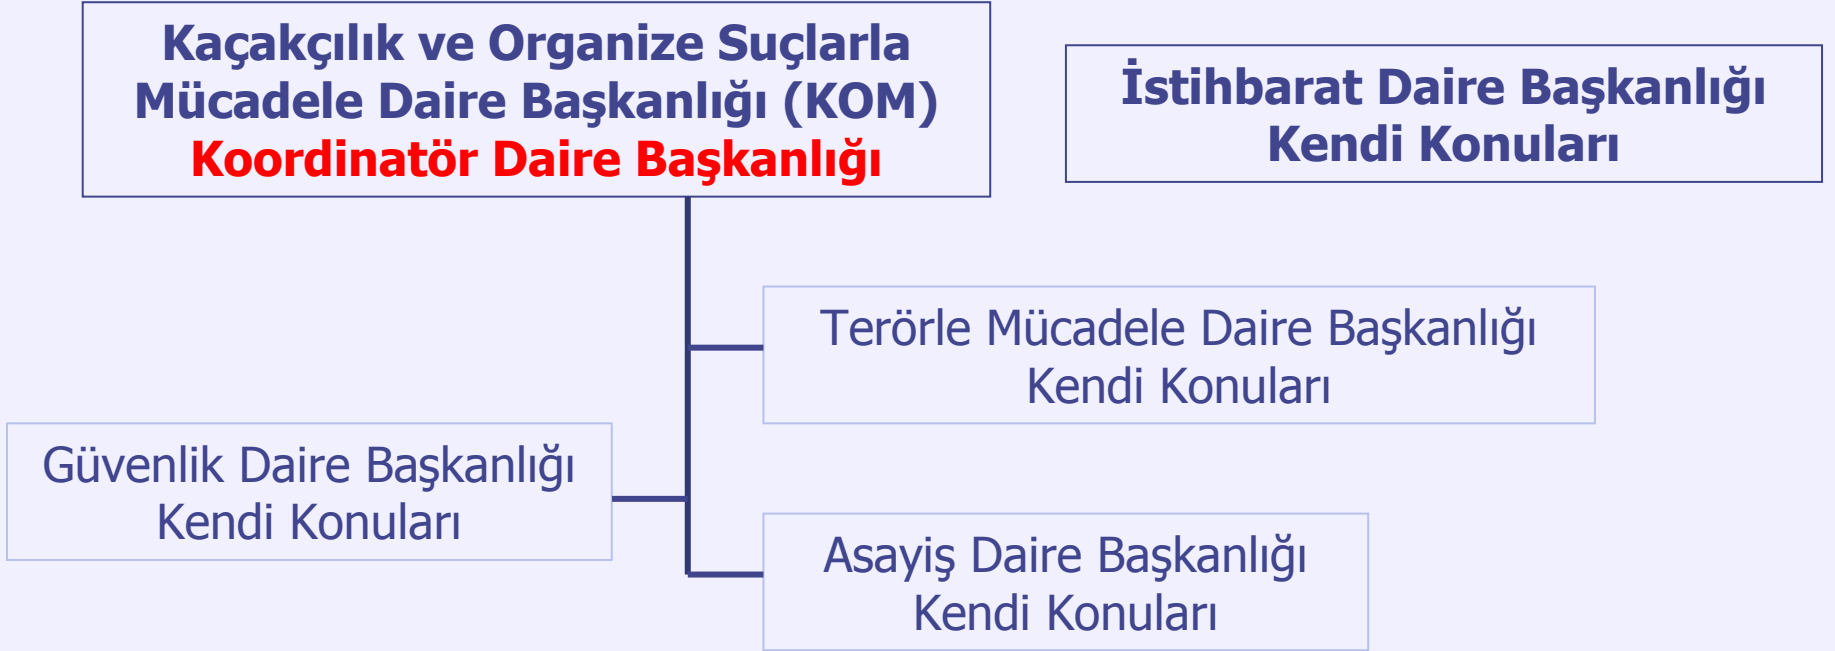 Kaçakçılık ve Organize Suçlarla
Mücadele Daire Başkanlığı (KOM)
Koordinatör Daire Başkanlığı
İstihbarat Daire Başkanlığı
Kendi Konuları
Terörle Mücadele Daire Başkanlığı
Kendi Konuları
Güvenlik Daire Başkanlığı
Kendi Konuları
Asayiş Daire Başkanlığı
Kendi Konuları